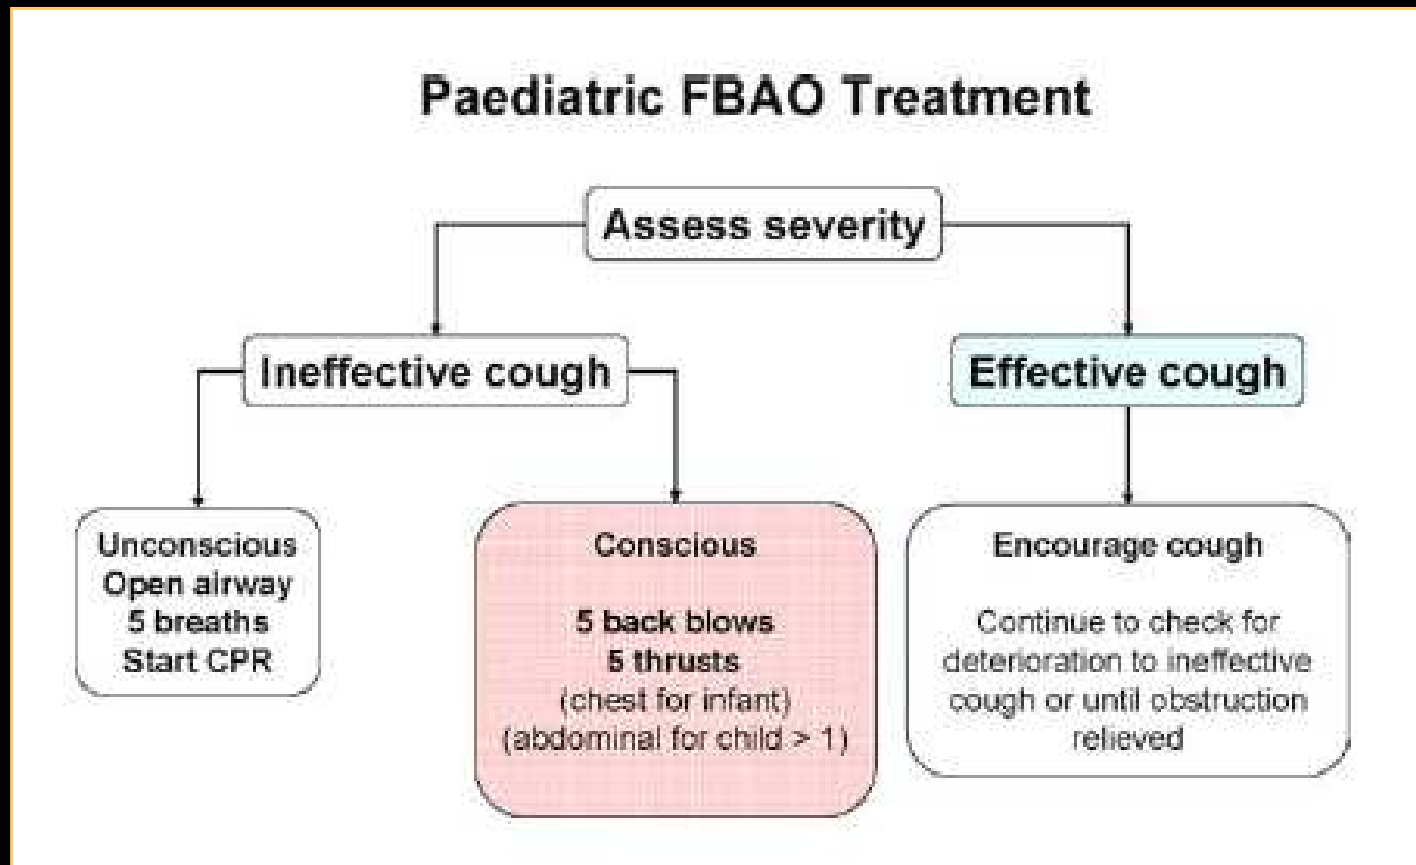 Paediatric FBAO Treatment
Assess severity
Ineffective cough
Effective cough
Unconscious
Open airway
5 breaths
Start CPR
Conscious
5 back blows
5 thrusts
(chest for infant)
(abdominal for child > 1)
Encourage cough
Continue to check for
deterioration to ineffective
cough or until obstruction
relieved